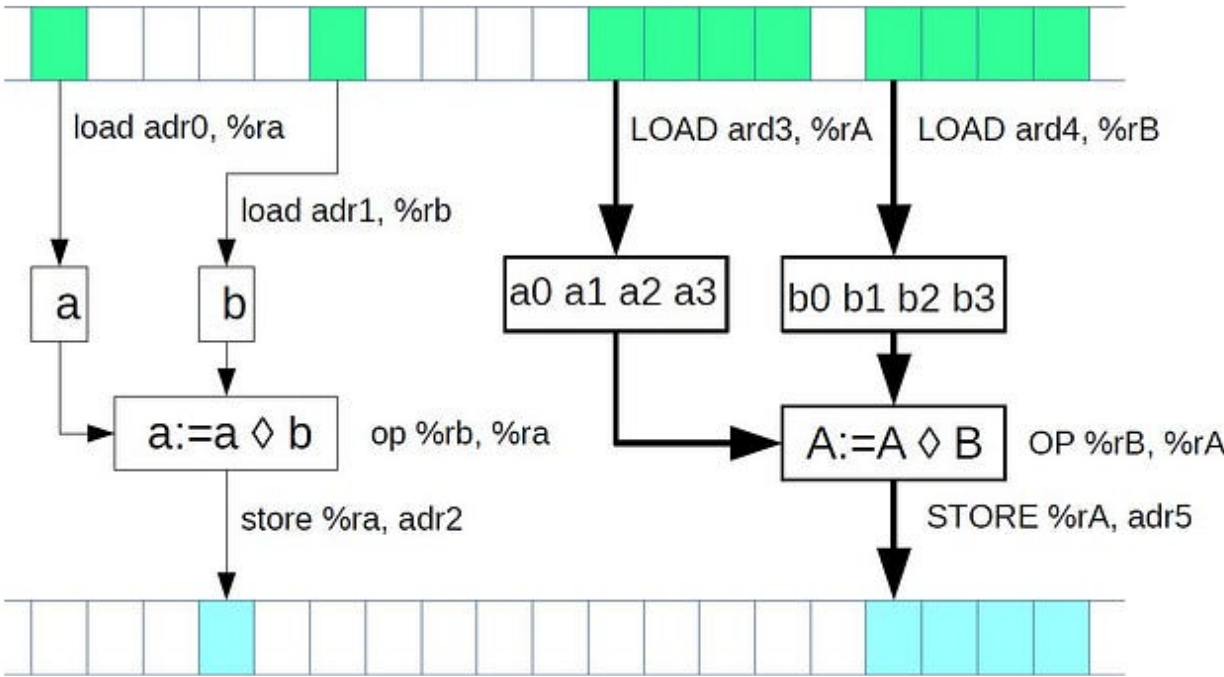 load adr0, %ra
LOAD ard3, %rA
LOAD ard4, %rB
load adr1, %rb
a
b
a0 a1 a2 a3
b0 b1 b2 b3
a:=a ◊ b
op %rb, %ra
A:=A ◊ B
OP %rB, %rA
store %ra, adr2
STORE %rA, adr5